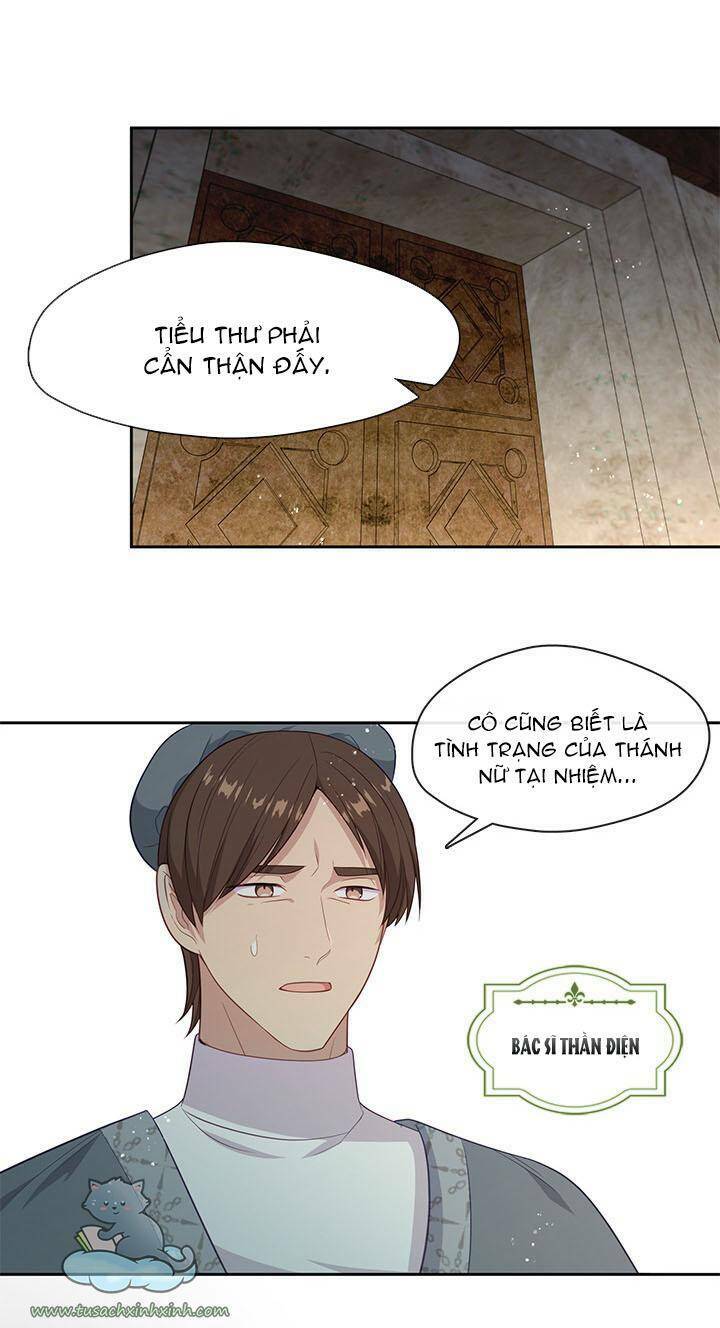 TIỂU THƯ PHẢI
CẨN THẬN ĐẤY.
CÔ CŨNG BIẾT LÀ
TÌNH TRẠNG CỦA THÁNH
NỮ TẠI NHIỆM...
BÁC SĨ THẦN ĐIỆN
www.tusachxinhxinh.com